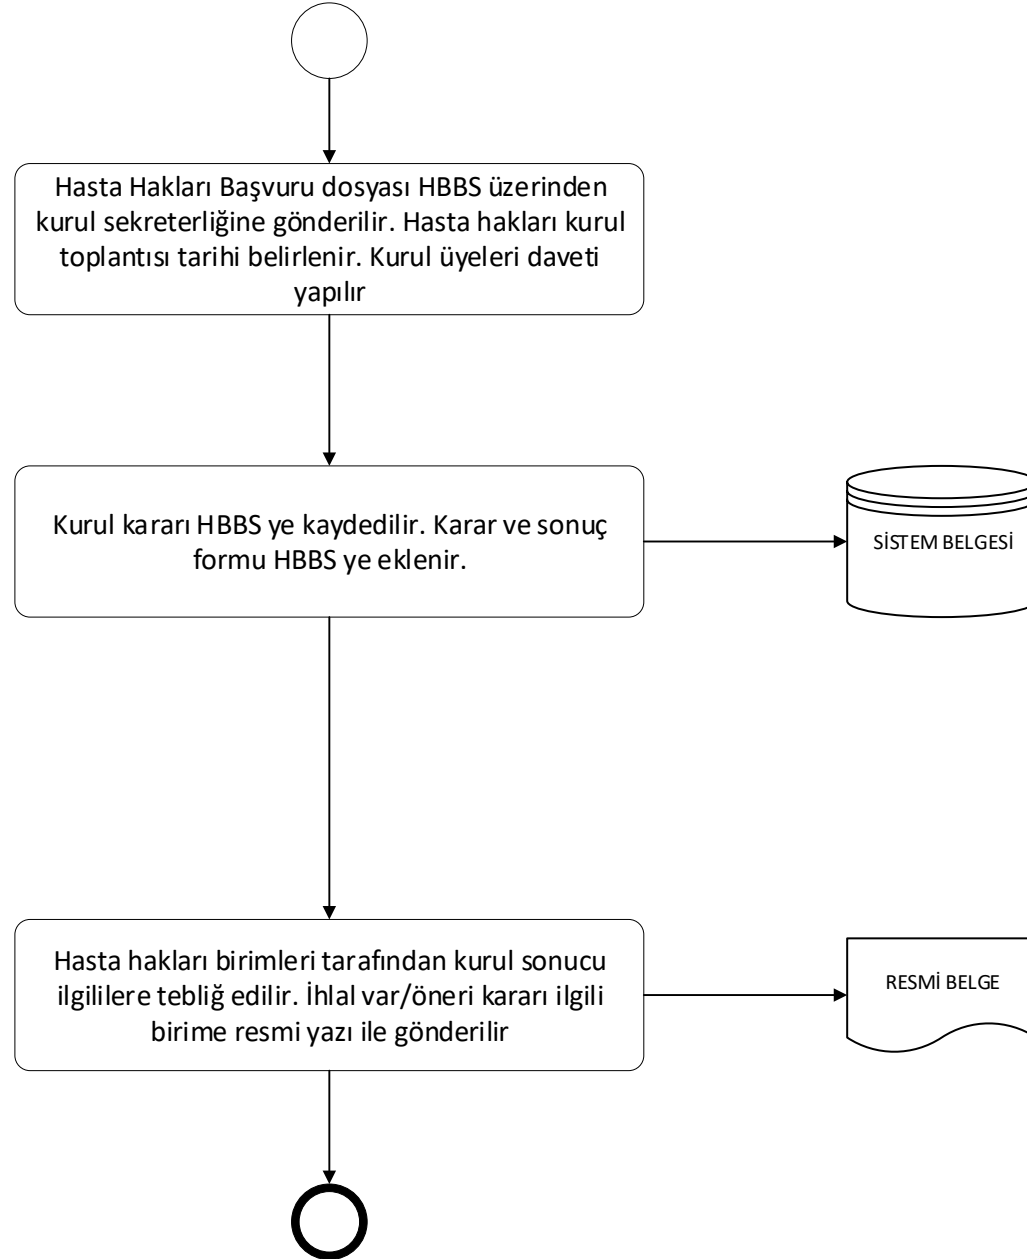 Hasta Hakları Başvuru dosyası HBBS üzerinden
kurul sekreterliğine gönderilir. Hasta hakları kurul
toplantısı tarihi belirlenir. Kurul üyeleri daveti
yapılır
Kurul kararı HBBS ye kaydedilir. Karar ve sonuç
formu HBBS ye eklenir.
SİSTEM BELGESİ
Hasta hakları birimleri tarafından kurul sonucu
ilgililere tebliğ edilir. İhlal var/öneri kararı ilgili
birime resmi yazı ile gönderilir
RESMİ BELGE